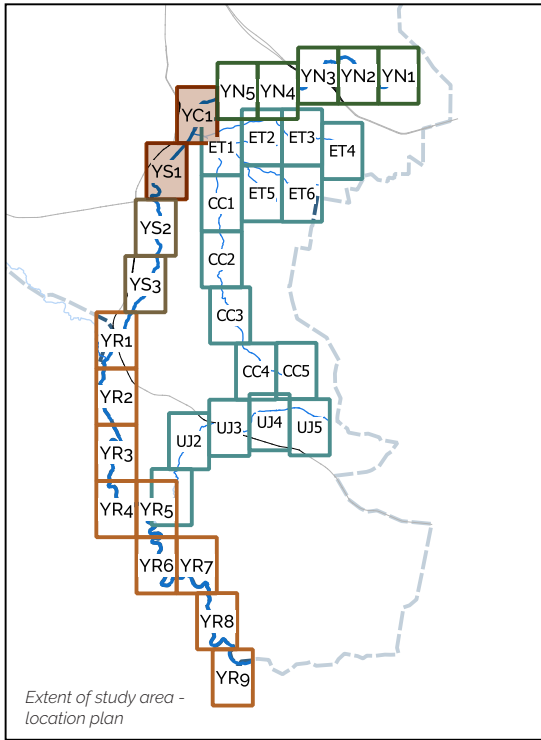 YN3 YN2 YN1
YN5 YN4
YC1
ET1 ET2 ET3 ET4
YS1
ET5 ET6
CC1
YS2
CC2
YS3
CC3
YR1
CC4 CC5
YR2
UJ2 UJ3 UJ4 UJ5
YR3
YR4 YR5
YR6 YR7
YR8
YR9
Extent of study area -
location plan